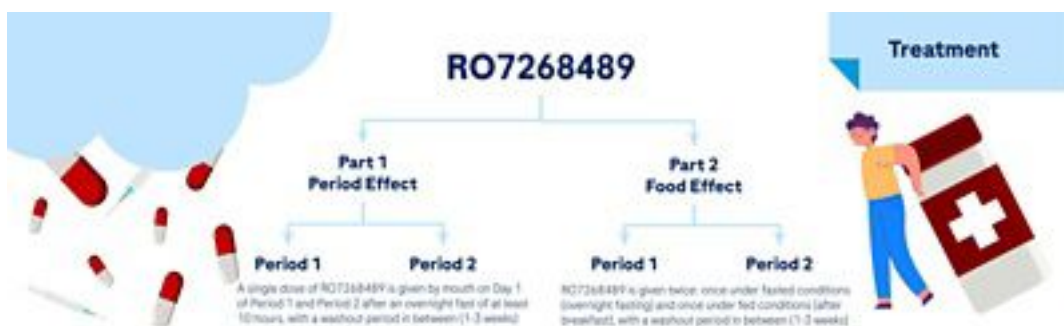 Treatment
RO7268489
Part 1
Period Effect
Period 1
Period 2
A single dose of RO7268489 is given by mouth on Day 1
of Period 1 and Period 2 after an overnight fast of at least
10 hours, with a washout period in between (1-3 weeks)
Part 2
Food Effect
Period 1
Period 2
RO7268489 is given twice: once under fasted conditions
(overnight fasting) and once under fed conditions (after
breakfast), with a washout period in between (1-3 weeks)